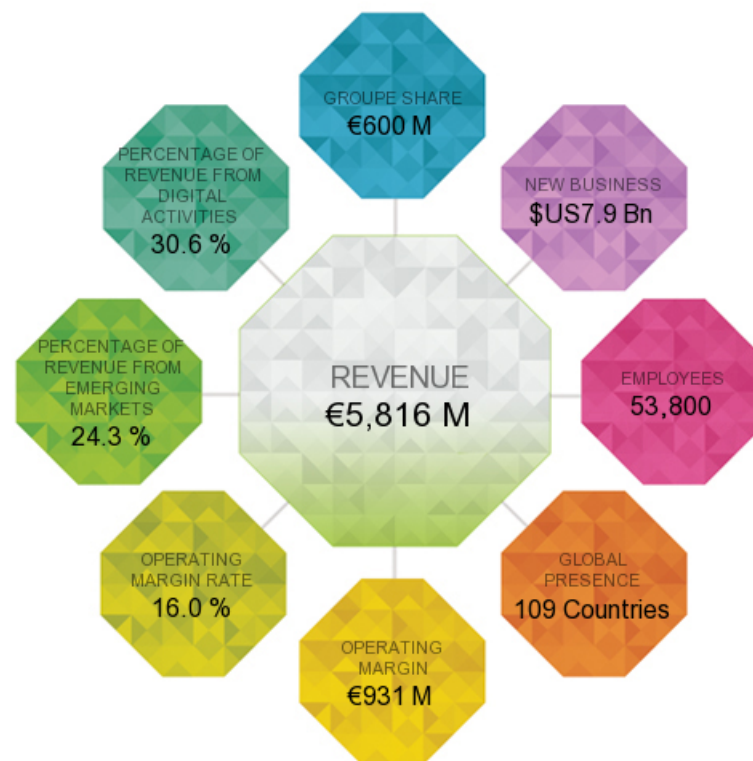 GROUPE SHARE
€600 M
NEW BUSINESS
$US7.9 Bn
EMPLOYEES
53,800
GLOBAL
PRESENCE
109 Countries
OPERATING
MARGIN
€931 M
OPERATING
MARGIN RATE
16.0 %
PERCENTAGE OF
REVENUE FROM
EMERGING
MARKETS
24.3 %
PERCENTAGE OF
REVENUE FROM
DIGITAL
ACTIVITIES
30.6 %
REVENUE
€5,816 M